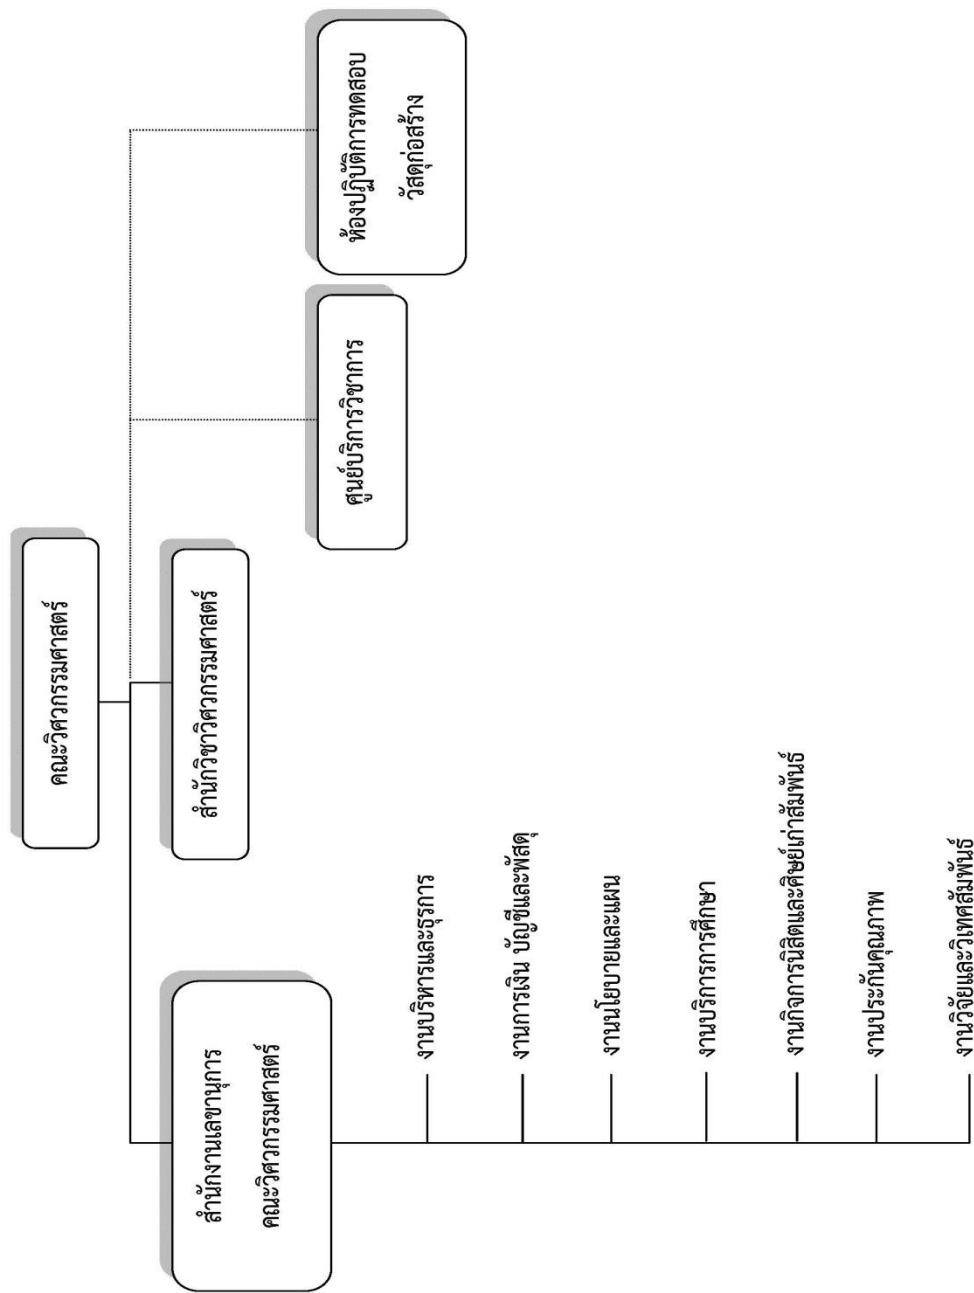 คณะวิศวกรรมศาสตร์
สำนักงานเลขานุการ
คณะวิศวกรรมศาสตร์
สำนักวิชาวิศวกรรมศาสตร์
ศูนย์บริการวิชาการ
ห้องปฏิบัติการทดสอบ
วัสดุก่อสร้าง
งานบริหารและธุรการ
งานการเงิน บัญชีและพัสดุ
งานนโยบายและแผน
งานบริการการศึกษา
งานกิจการนิสิตและศิษย์เก่าสัมพันธ์
งานประกันคุณภาพ
งานวิจัยและวิเทศสัมพันธ์